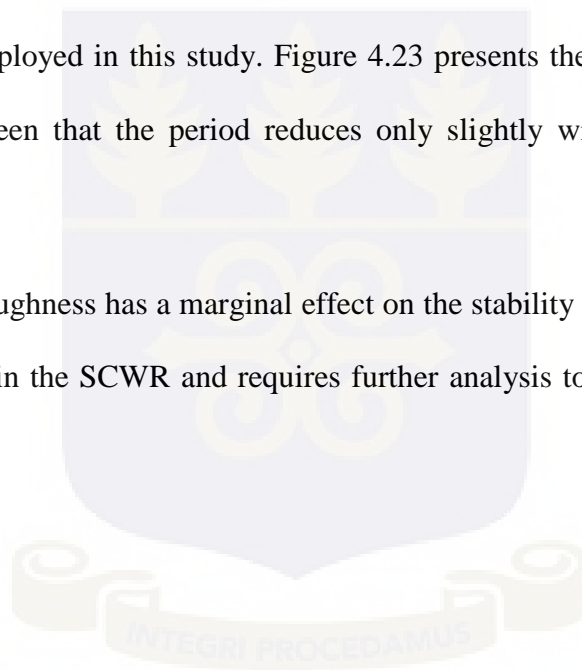 ployed in this study. Figure 4.23 presents the
een that the period reduces only slightly wi
ughness has a marginal effect on the stability
in the SCWR and requires further analysis to
INTEGRI PROCEDAMUS